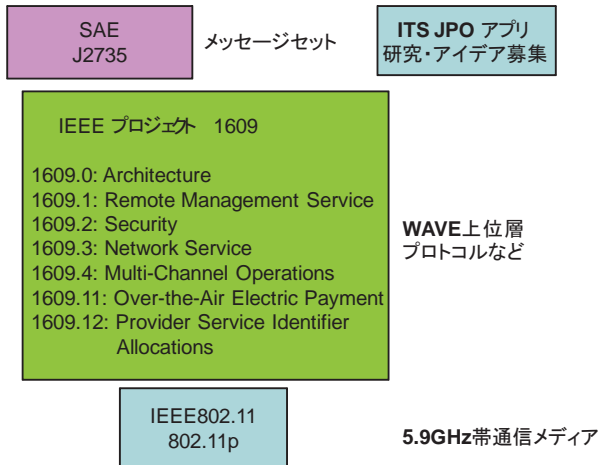 SAE
J2735
メッセージセット
ITS JPO アプリ
研究・アイデア募集
IEEE プロジェクト 1609
1609.0: Architecture
1609.1: Remote Management Service
1609.2: Security
1609.3: Network Service
1609.4: Multi-Channel Operations
1609.11: Over-the-Air Electric Payment
1609.12: Provider Service Identifier
Allocations
WAVE上位層
プロトコルなど
IEEE802.11
802.11p
5.9GHz帯通信メディア